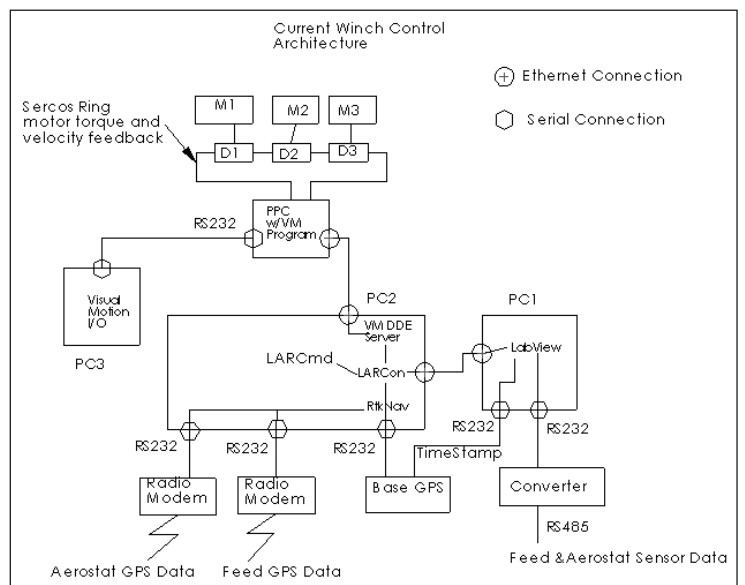 Current Winch Control
Architecture
Ethernet Connection
Serial Connection
Sercos Ring
motor torque and
velocity feedback
M1
M2
M3
D1
D2
D3
RS232
PPC
w/VM
Program
Visual
Motion
I/O
PC3
PC2
VM DDE
Server
LARCmd
LARCon
RtkNav
PC1
LabView
RS232
RS232
RS232
RS232
RS232
TimeStamp
Radio
Modem
Radio
Modem
Base GPS
Converter
RS485
Aerostat GPS Data
Feed GPS Data
Feed &Aerostat Sensor Data